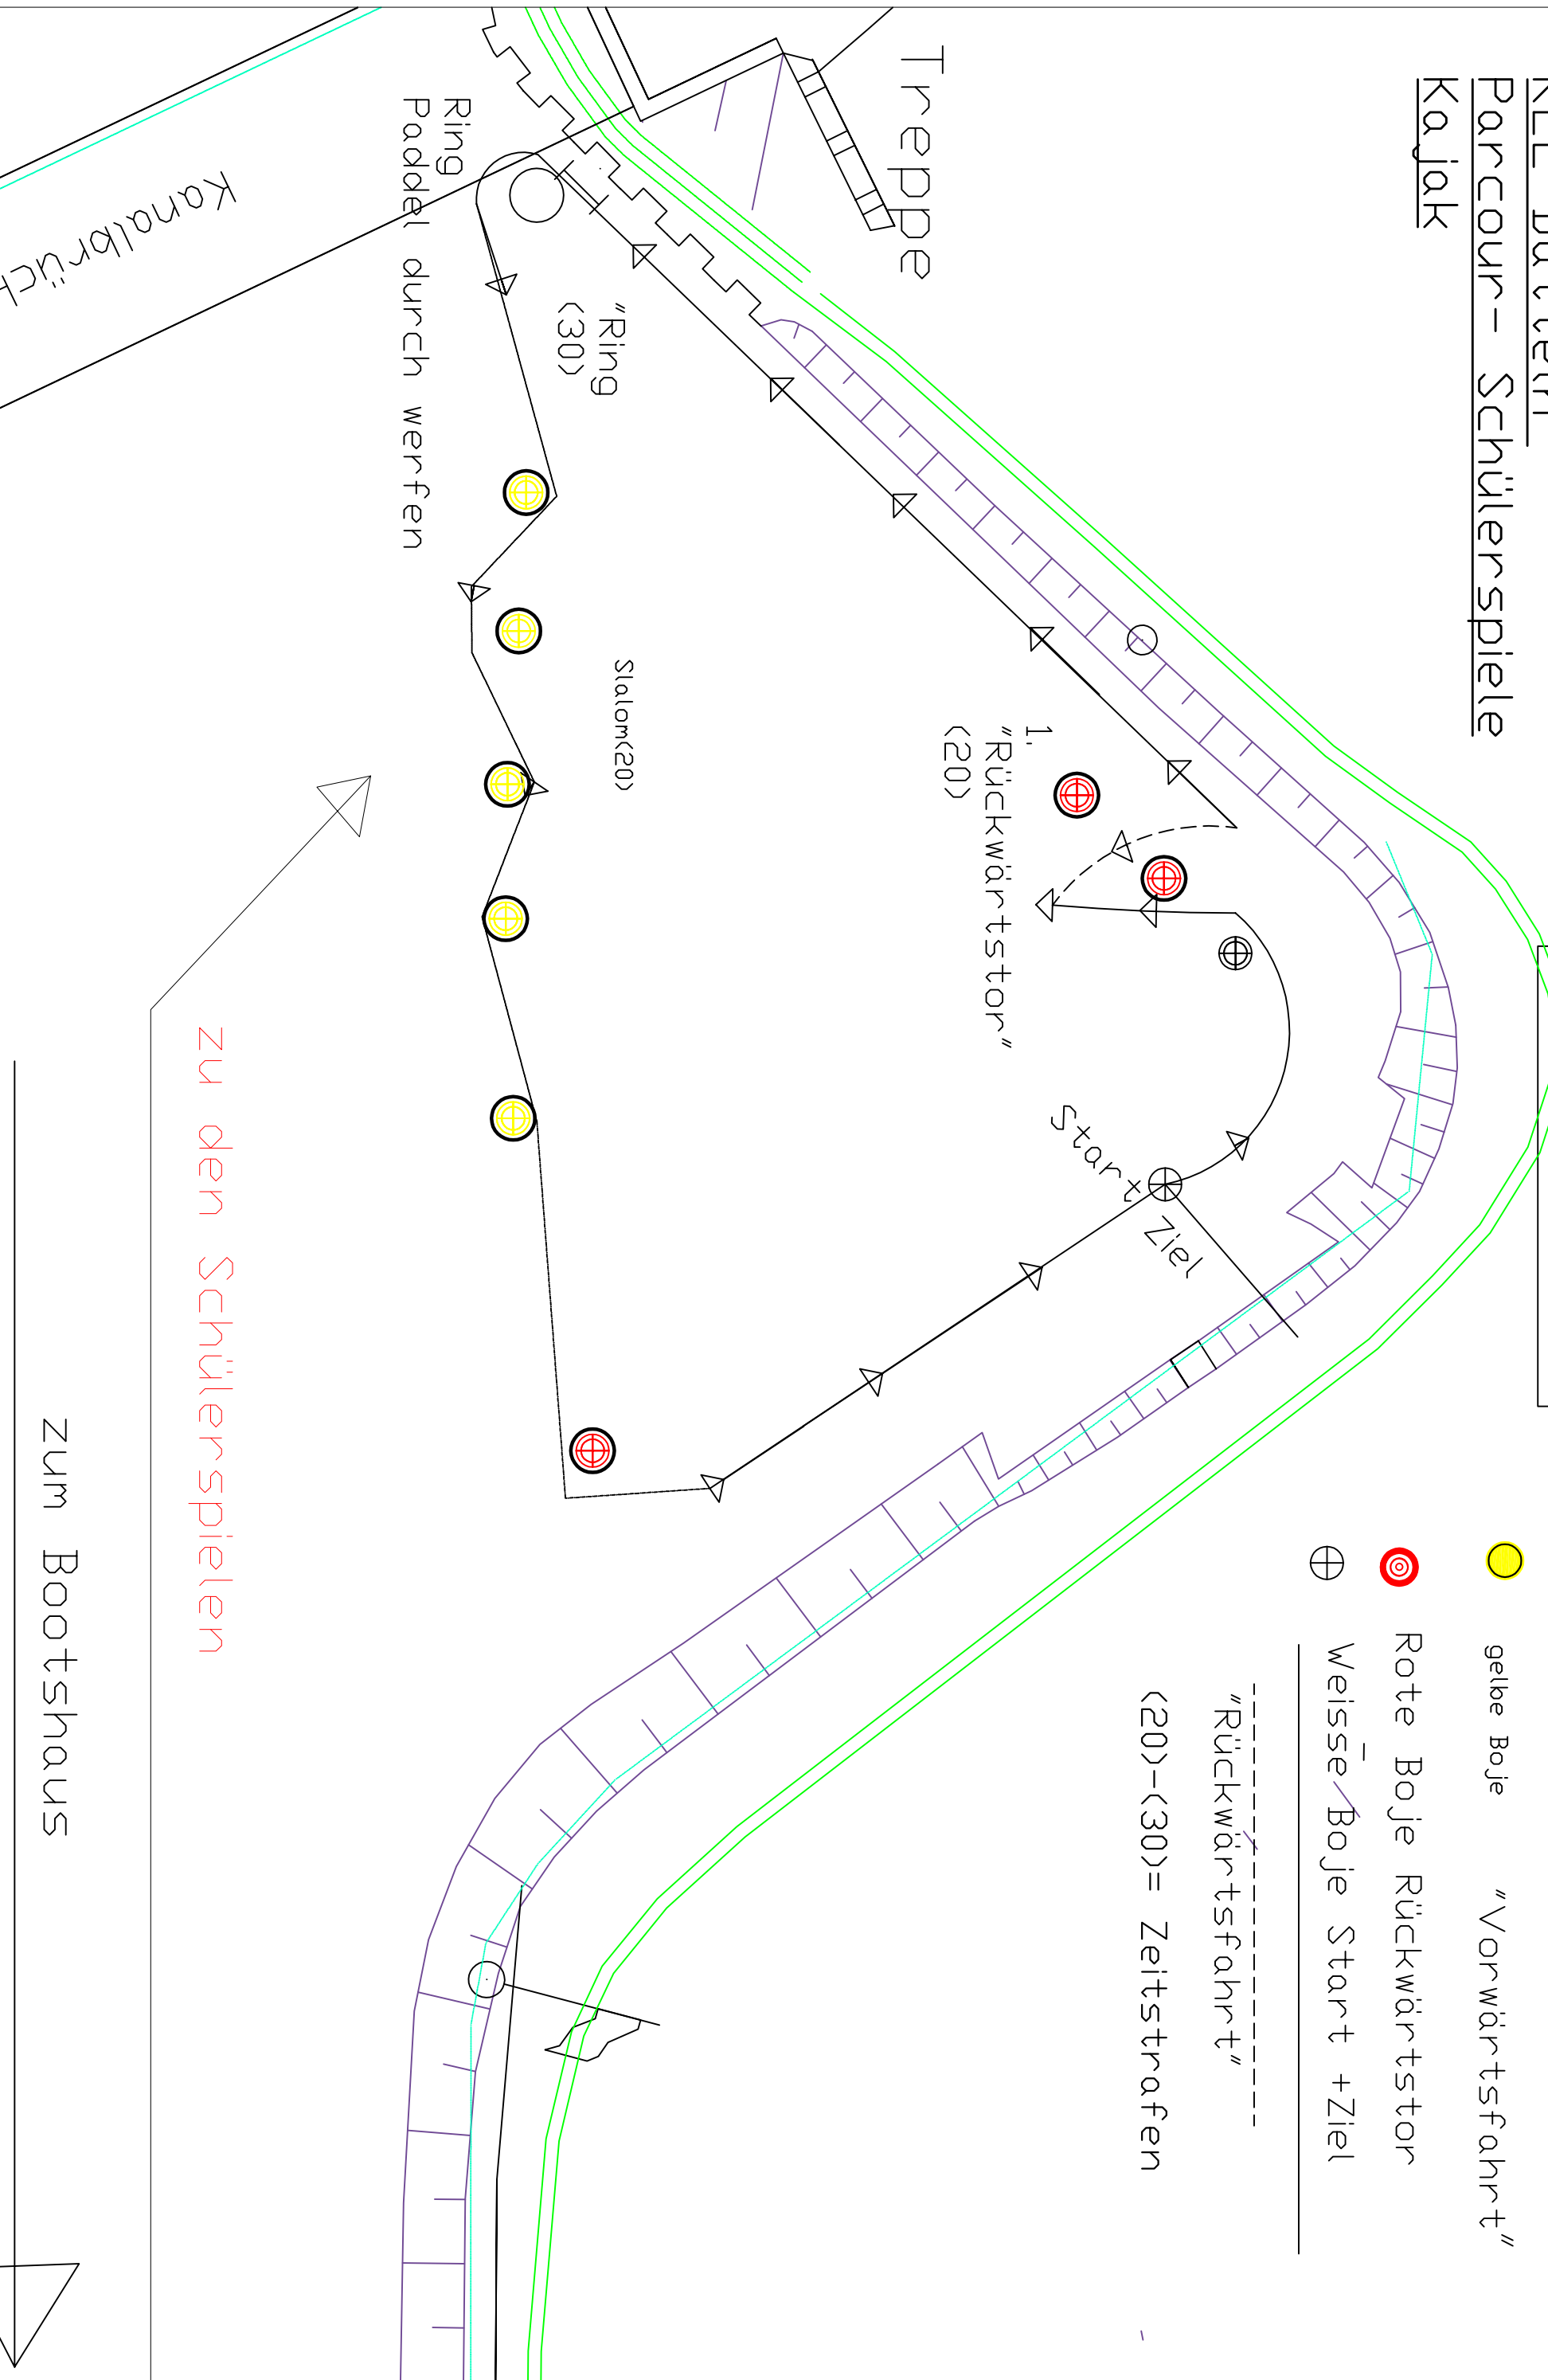 Parcour- Schülerspiele
Kajak
Treppe
gelbe Boje "Vorwärtsfahrt"
Rote Boje Rückwärtstor
Weisse Boje Start +Ziel
"Rückwärtsfahrt"
(20)-(30)= Zeitstrafen
1.
"Rückwärtstor"
(20)
Start
Ziel
"Ring
(30)
Slalom(20)
Ring
Paddel durch werfen
zu den Schülerspielen
zum Bootshaus